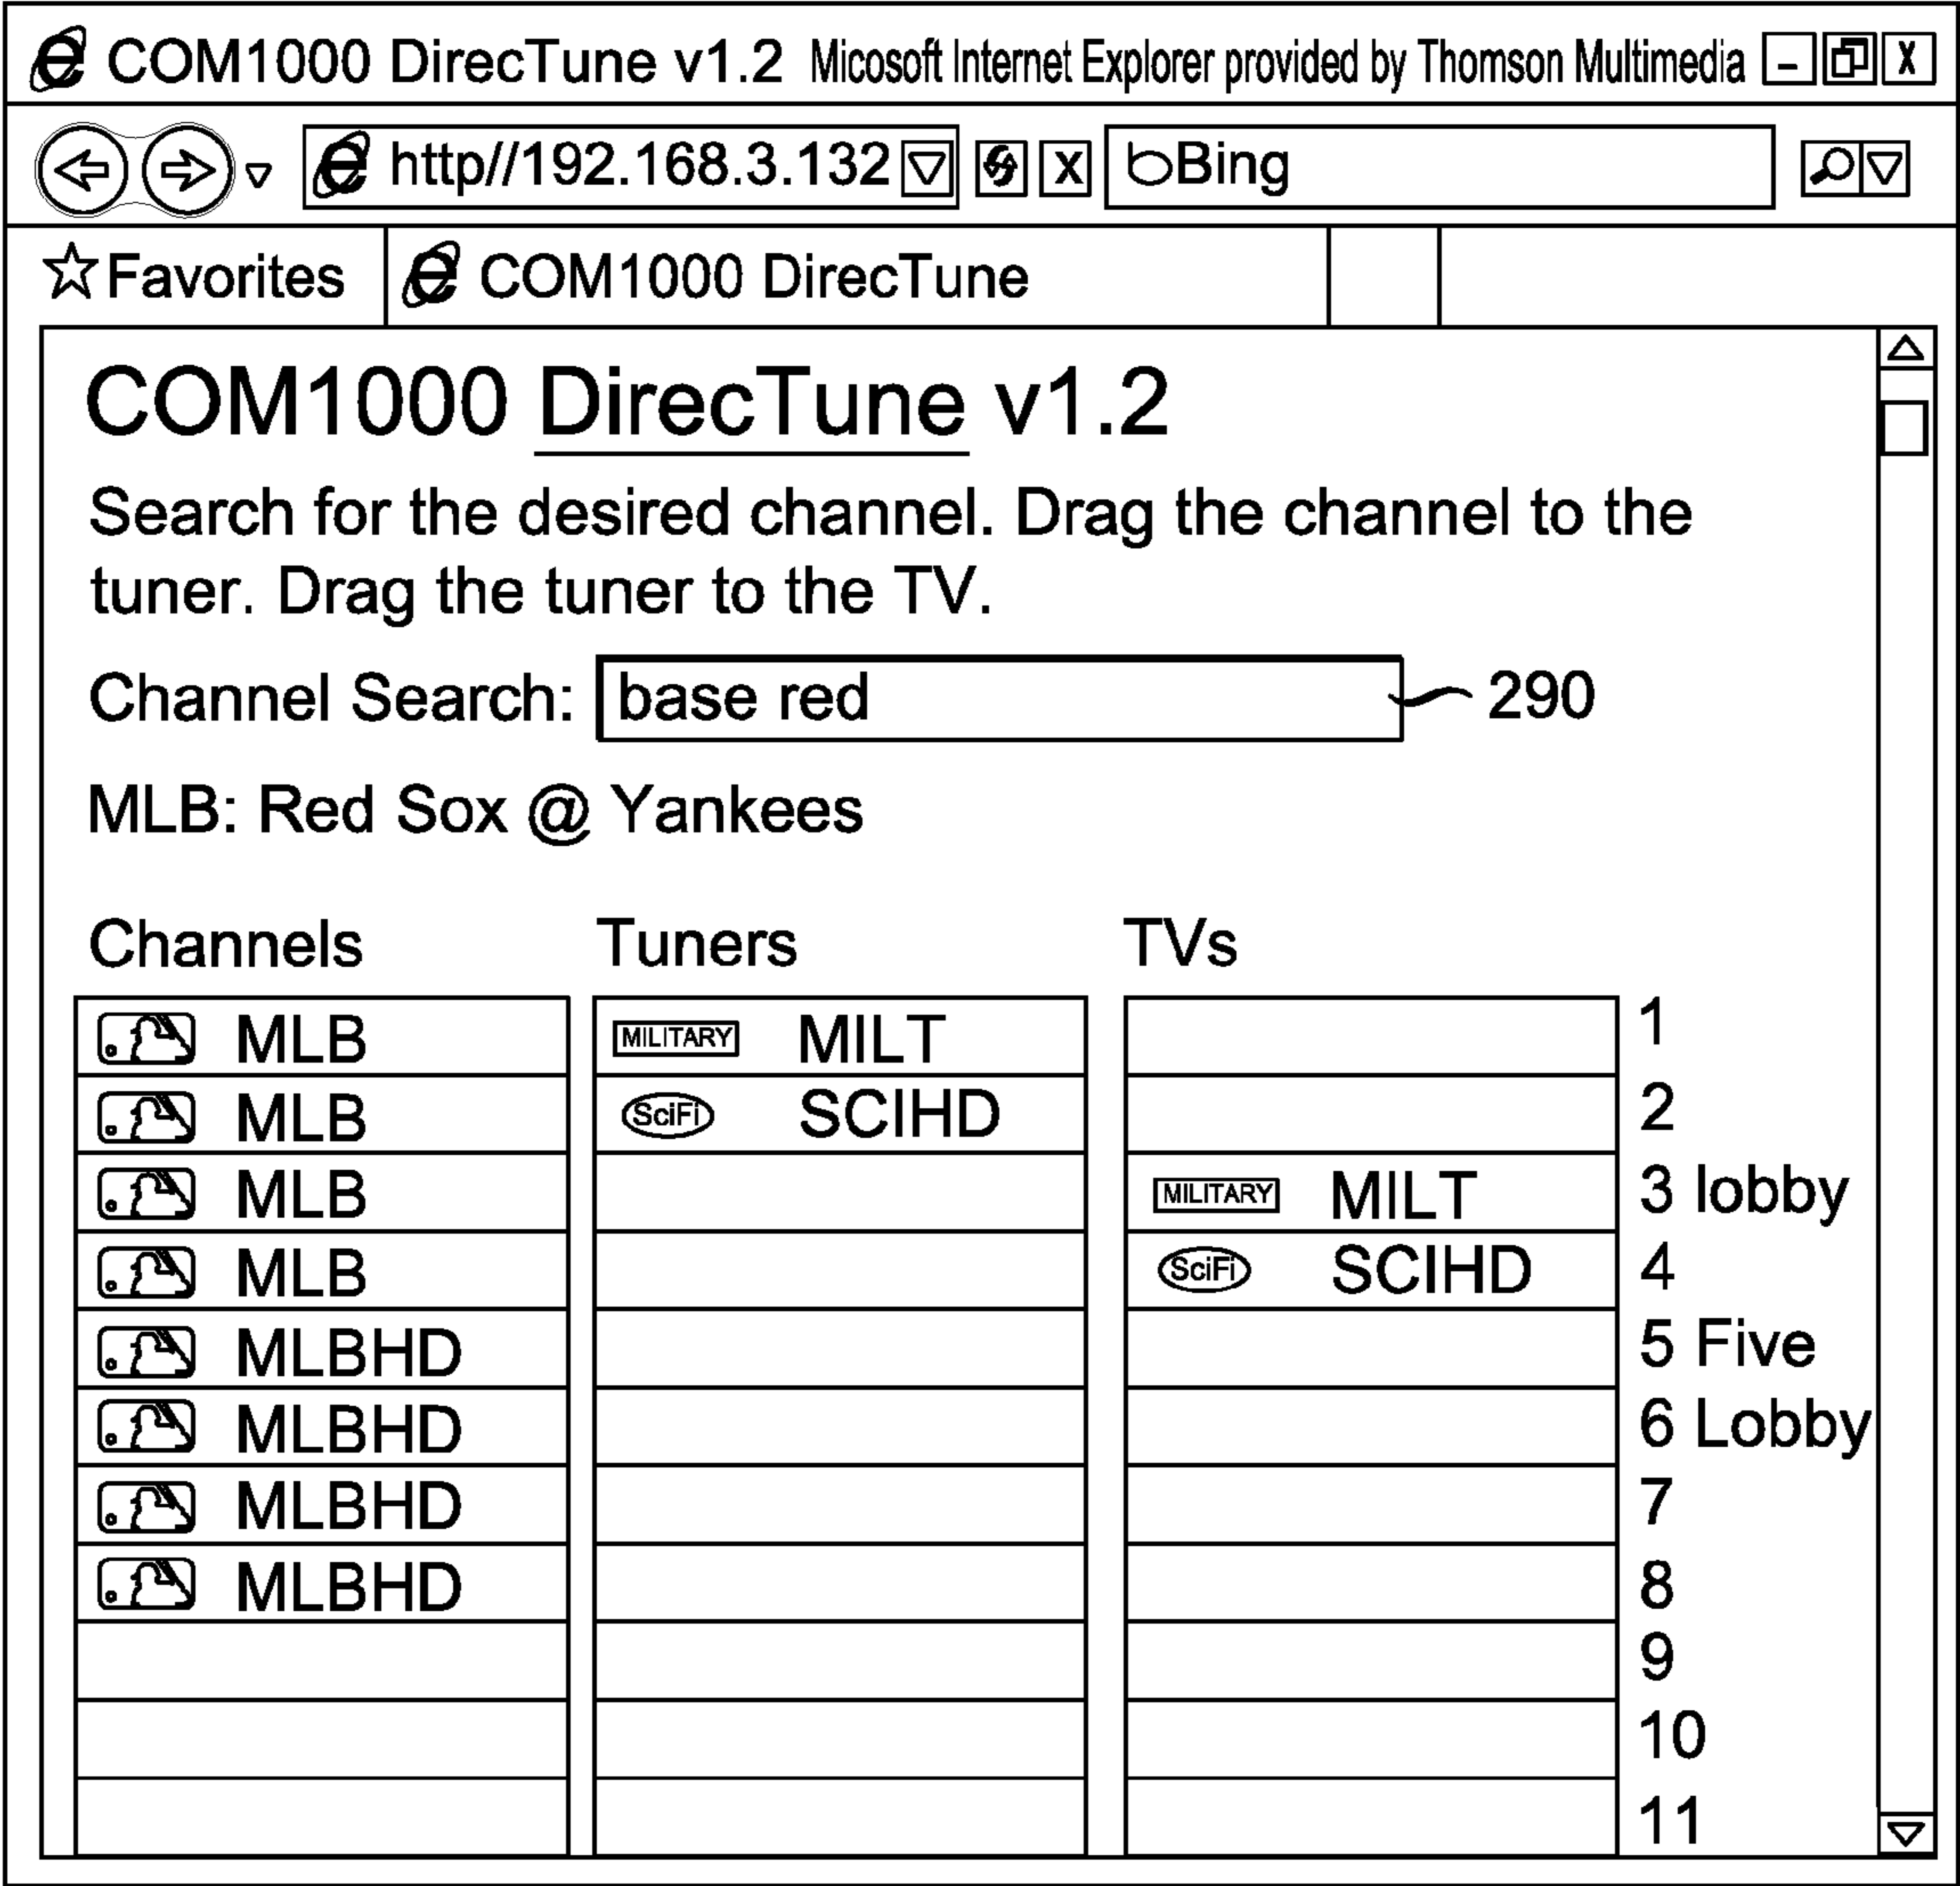 COM1000 DirecTune v1.2 Micosoft Internet Explorer provided by Thomson Multimedia - X
e http//192.168.3.132 X bBing
Favorites e COM1000 DirecTune
COM1000 DirecTune v1.2
Search for the desired channel. Drag the channel to the
tuner. Drag the tuner to the TV.
Channel Search: base red 290
MLB: Red Sox @ Yankees
Channels Tuners TVs
MLB MILITARY MILT 1
MLB SciFi SCIHD 2
MLB MILITARY MILT 3 lobby
MLB SciFi SCIHD 4
MLBHD 5 Five
MLBHD 6 Lobby
MLBHD 7
MLBHD 8
9
10
11